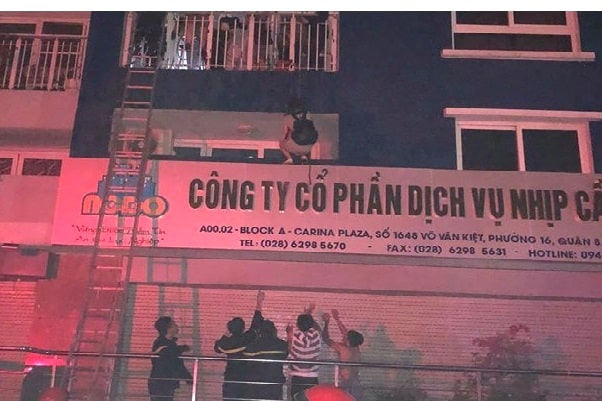 CÔNG TY CỔ PHẦN DỊCH VỤ NHỊP
A00.02 - BLOCK A - CARINA PLAZA, SỐ 1648 VÕ VĂN KIỆT, PHƯỜNG 16, QUẬN 8
TEL: (028) 6298 5670 - FAX: (028) 6298 5631 - HOTLINE: 094